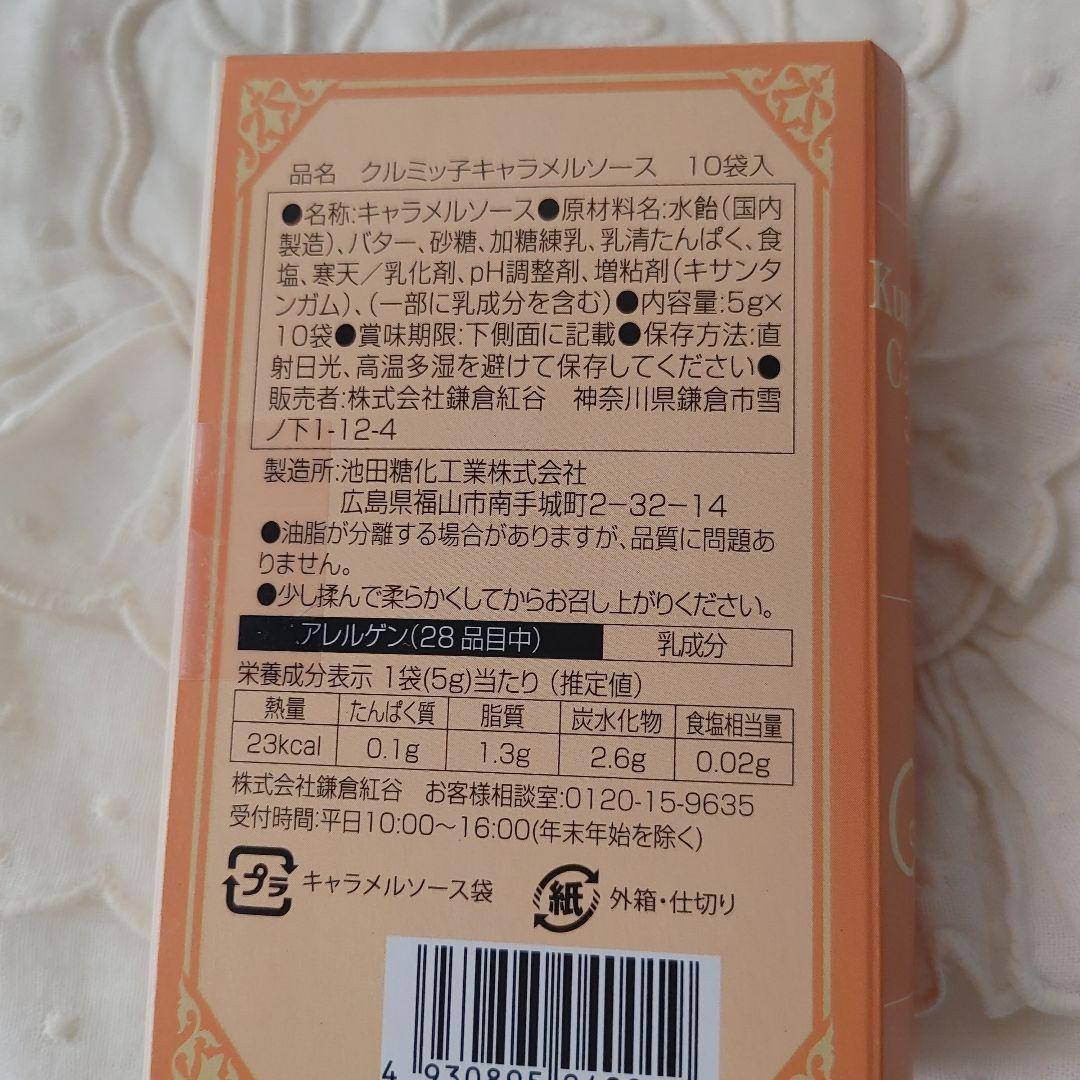 品名 クルミッ子キャラメルソース 10袋入
●名称:キャラメルソース●原材料名:水飴(国内
製造)、バター、砂糖、加糖練乳、乳清たんぱく、食
塩、寒天/乳化剤、pH調整剤、増粘剤(キサンタ
ンガム)、(一部に乳成分を含む)●内容量:5g×
10袋●賞味期限:下側面に記載●保存方法:直
射日光、高温多湿を避けて保存してください●
販売者:株式会社鎌倉紅谷 神奈川県鎌倉市雪
ノ下1-12-4
製造所:池田糖化工業株式会社
広島県福山市南手城町2-32-14
●油脂が分離する場合がありますが、品質に問題あ
りません。
●少し揉んで柔らかくしてからお召し上がりください。
アレルゲン(28品目中) 乳成分
栄養成分表示 1袋(5g)当たり (推定値)
熱量 たんぱく質 脂質 炭水化物 食塩相当量
23kcal 0.1g 1.3g 2.6g 0.02g
株式会社鎌倉紅谷 お客様相談室:0120-15-9635
受付時間:平日10:00~16:00(年末年始を除く)
プラ キャラメルソース袋 紙 外箱・仕切り
4 930895